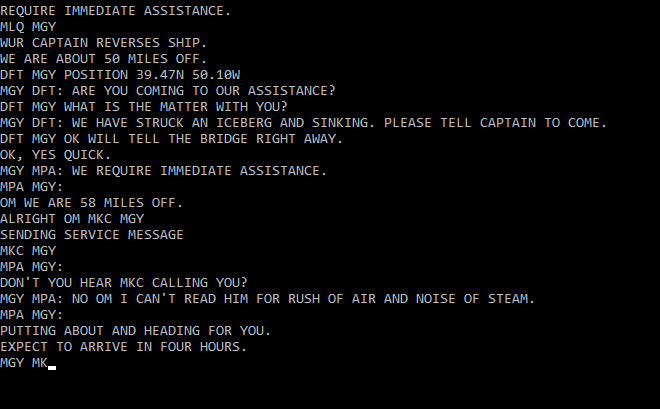 REQUIRE IMMEDIATE ASSISTANCE.
MLQ MGY
WUR CAPTAIN REVERSES SHIP.
WE ARE ABOUT 50 MILES OFF.
DFT MGY POSITION 39.47N 50.10W
MGY DFT: ARE YOU COMING TO OUR ASSISTANCE?
DFT MGY WHAT IS THE MATTER WITH YOU?
MGY DFT: WE HAVE STRUCK AN ICEBERG AND SINKING. PLEASE TELL CAPTAIN TO COME.
DFT MGY OK WILL TELL THE BRIDGE RIGHT AWAY.
OK, YES QUICK.
MGY MPA: WE REQUIRE IMMEDIATE ASSISTANCE.
MPA MGY:
OM WE ARE 58 MILES OFF.
ALRIGHT OM MKC MGY
SENDING SERVICE MESSAGE
MKC MGY
MPA MGY:
DON'T YOU HEAR MKC CALLING YOU?
MGY MPA: NO OM I CAN'T READ HIM FOR RUSH OF AIR AND NOISE OF STEAM.
MPA MGY:
PUTTING ABOUT AND HEADING FOR YOU.
EXPECT TO ARRIVE IN FOUR HOURS.
MGY MK